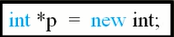 int *p = new int;